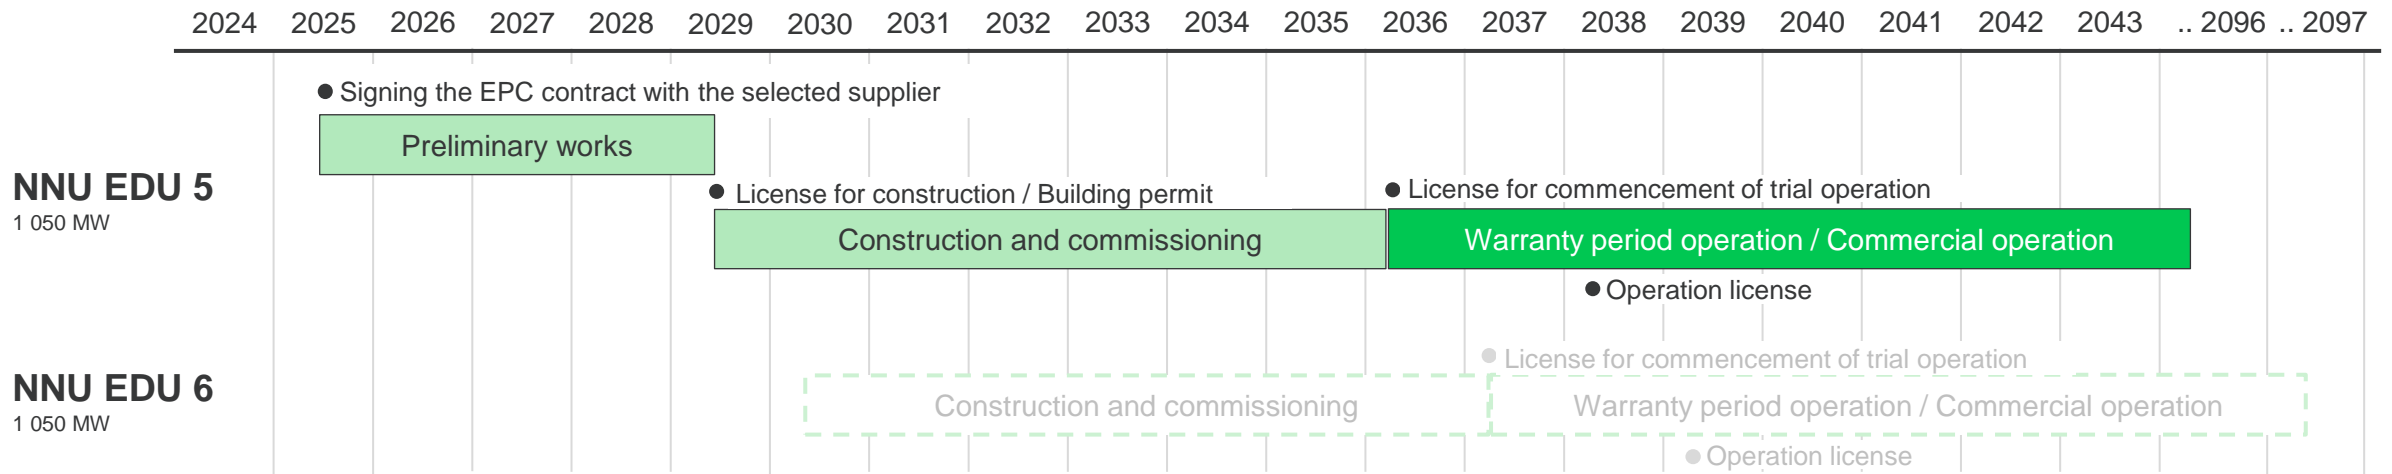 2024 2025 2026 2027 2028 2029 2030 2031 2032 2033 2034 2035 2036 2037 2038 2039 2040 2041 2042 2043 .. 2096 .. 2097
Signing the EPC contract with the selected supplier
Preliminary works
NNU EDU 5
1 050 MW
License for construction / Building permit
License for commencement of trial operation
Construction and commissioning
Warranty period operation / Commercial operation
Operation license
License for commencement of trial operation
NNU EDU 6
1 050 MW
Construction and commissioning
Warranty period operation / Commercial operation
Operation license